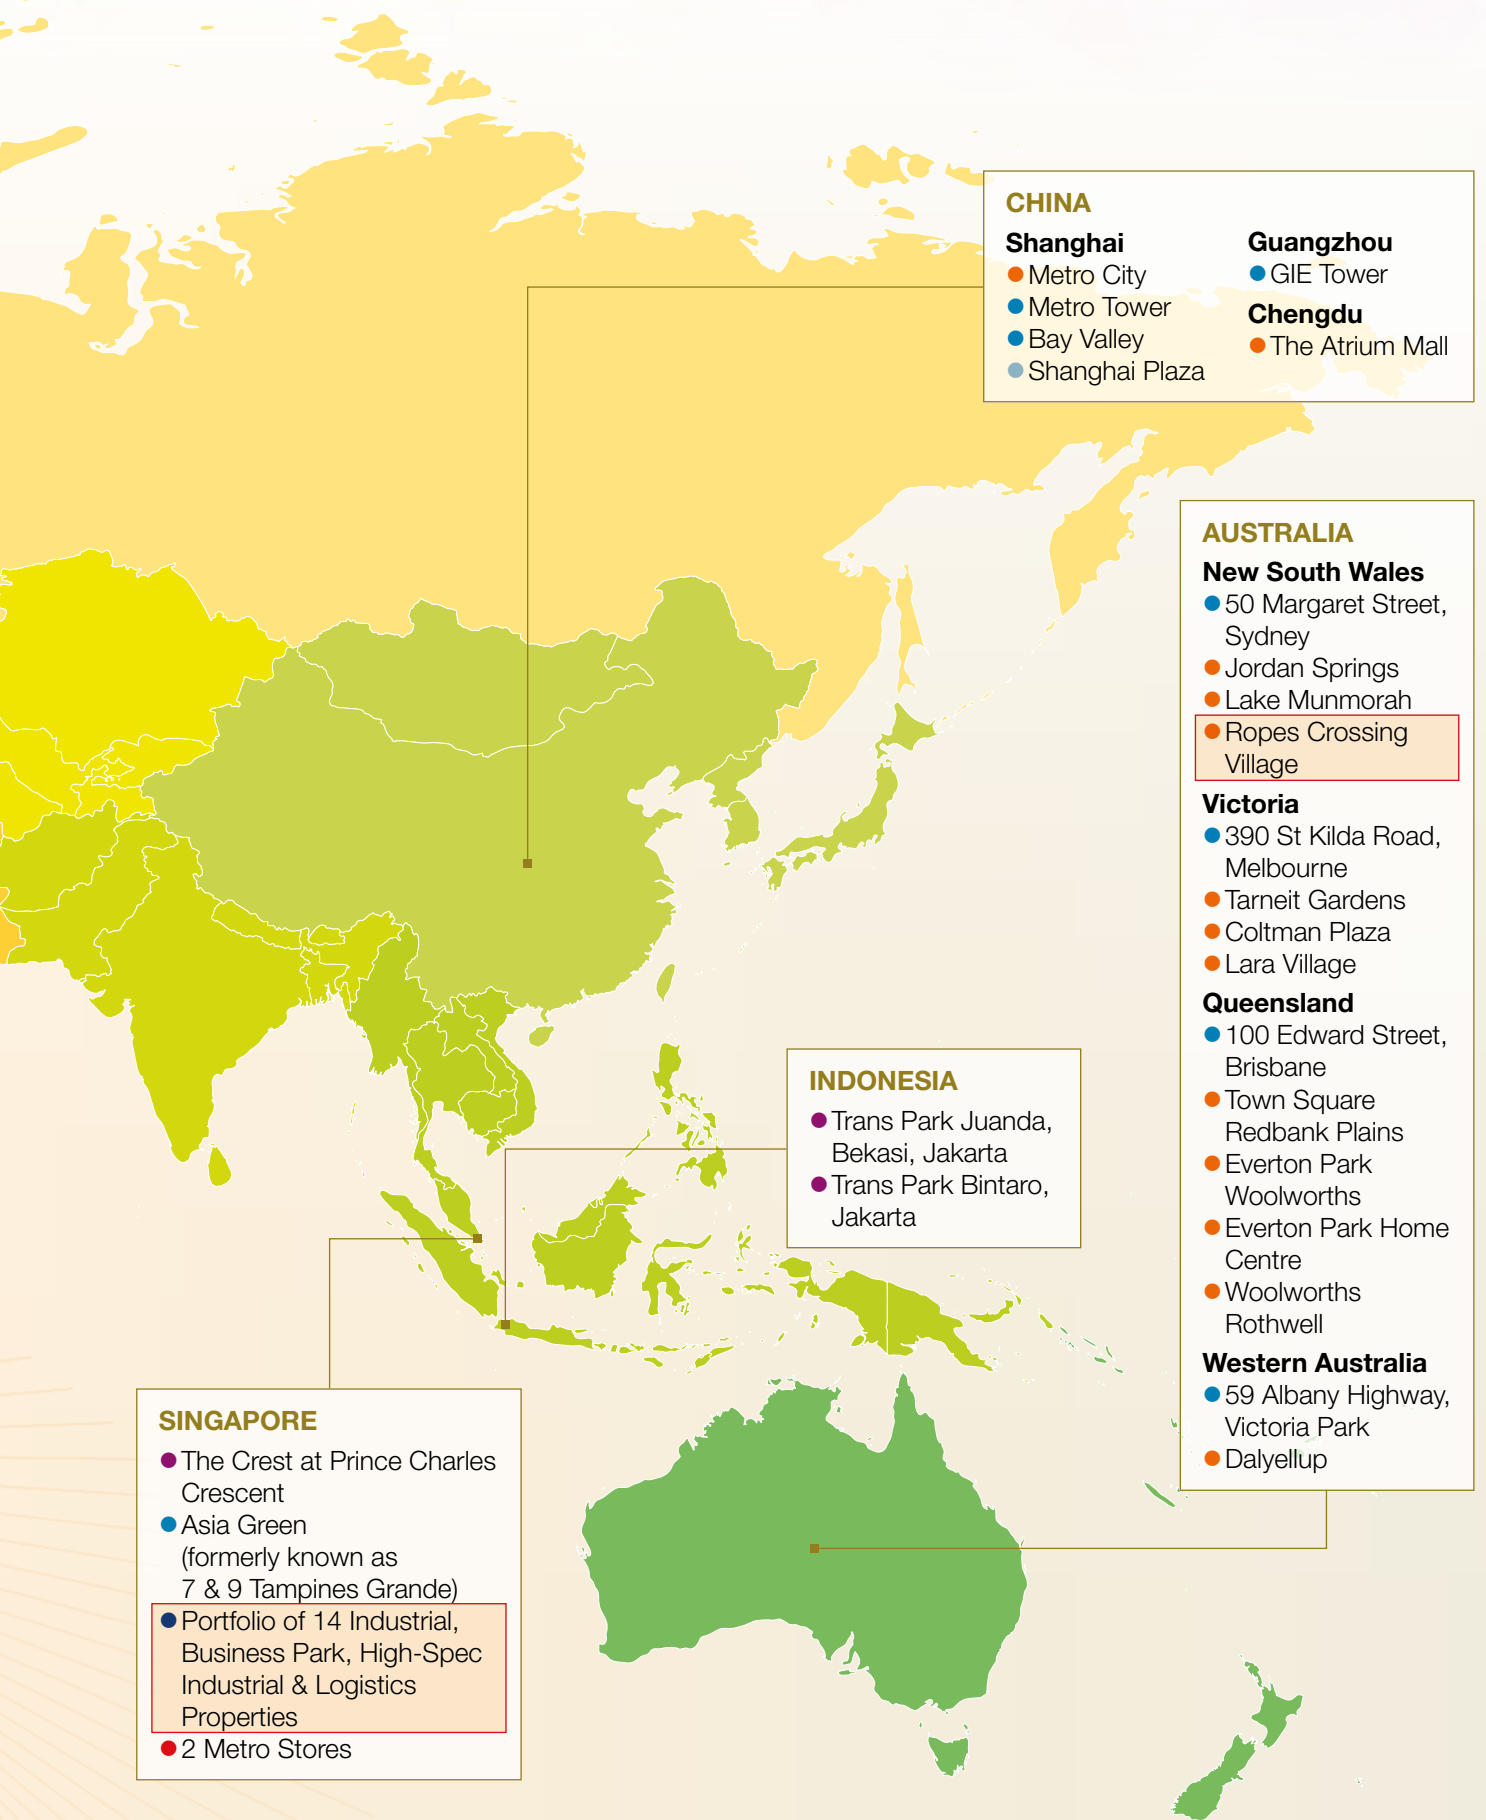 CHINA
Shanghai
Metro City
Metro Tower
Bay Valley
Shanghai Plaza
Guangzhou
GIE Tower
Chengdu
The Atrium Mall
AUSTRALIA
New South Wales
50 Margaret Street,
Sydney
Jordan Springs
Lake Munmorah
Ropes Crossing
Village
Victoria
390 St Kilda Road,
Melbourne
Tarneit Gardens
Coltman Plaza
Lara Village
Queensland
100 Edward Street,
Brisbane
Town Square
Redbank Plains
Everton Park
Woolworths
Everton Park Home
Centre
Woolworths
Rothwell
Western Australia
59 Albany Highway,
Victoria Park
Dalyellup
INDONESIA
Trans Park Juanda,
Bekasi, Jakarta
Trans Park Bintaro,
Jakarta
SINGAPORE
The Crest at Prince Charles
Crescent
Asia Green
(formerly known as
7 & 9 Tampines Grande)
Portfolio of 14 Industrial,
Business Park, High-Spec
Industrial & Logistics
Properties
2 Metro Stores